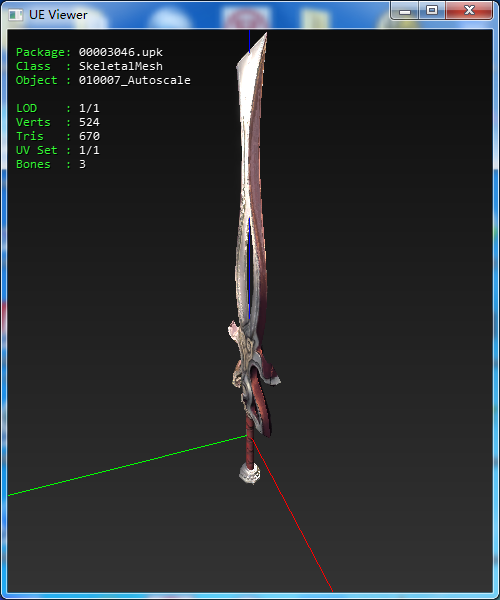 UE Viewer
Package: 00003046.upk
Class : SkeletalMesh
Object : 010007_Autoscale
LOD : 1/1
Verts : 524
Tris : 670
UV Set : 1/1
Bones : 3